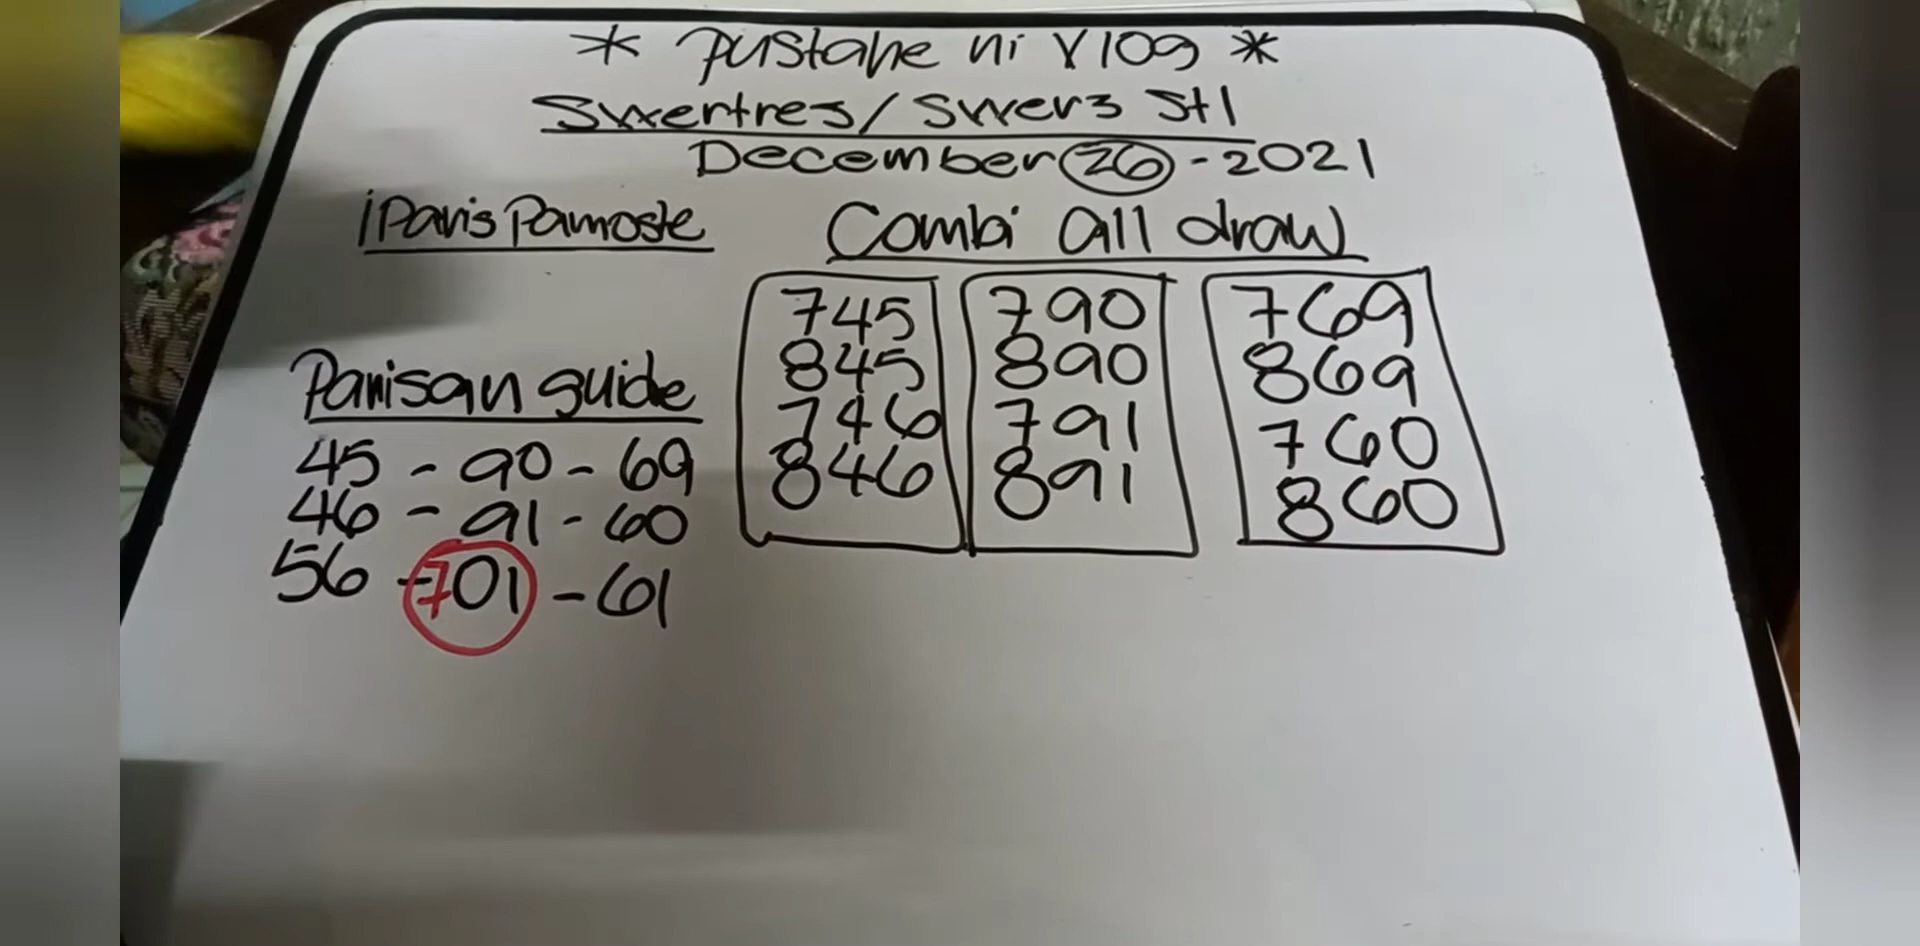 * Pustahe ni Vlog *
Swertres/Swer3 Stl
December 26 - 2021
iParis Pamoste
Parisan guide
45 - 90 - 69
46 - 91 - 60
56 - 701 - 61
Combi all draw
745 790 769
845 890 869
746 791 760
846 891 860